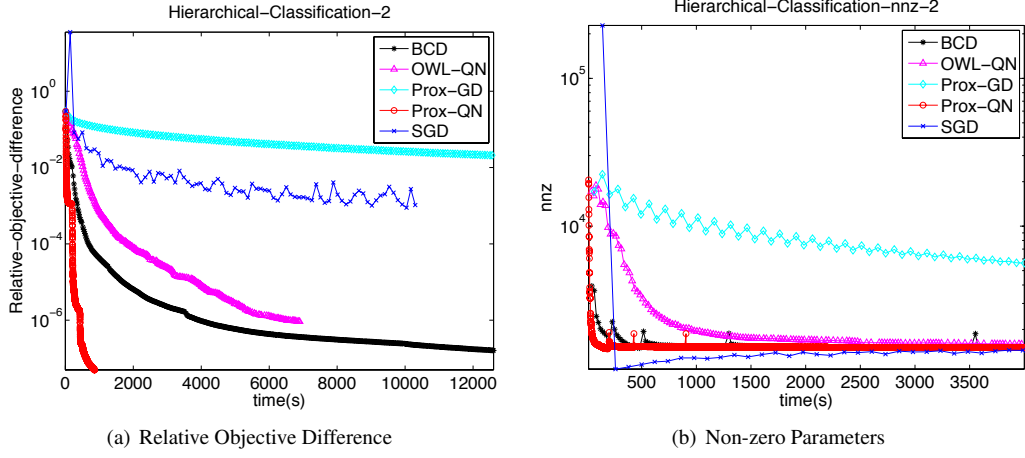 Hierarchical-Classification-2
Relative-objective-difference
10^0
10^-2
10^-4
10^-6
0
2000
4000
6000
8000
10000
12000
time(s)
BCD
OWL-QN
Prox-GD
Prox-QN
SGD
(a) Relative Objective Difference
Hierarchical-Classification-nnz-2
nnz
10^5
10^4
500
1000
1500
2000
2500
3000
3500
time(s)
BCD
OWL-QN
Prox-GD
Prox-QN
SGD
(b) Non-zero Parameters